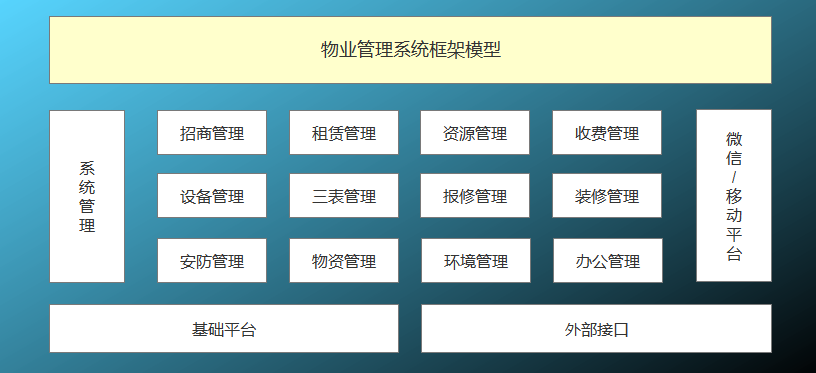 物业管理系统框架模型
系统管理
招商管理
租赁管理
资源管理
收费管理
设备管理
三表管理
报修管理
装修管理
安防管理
物资管理
环境管理
办公管理
微信/移动平台
基础平台
外部接口